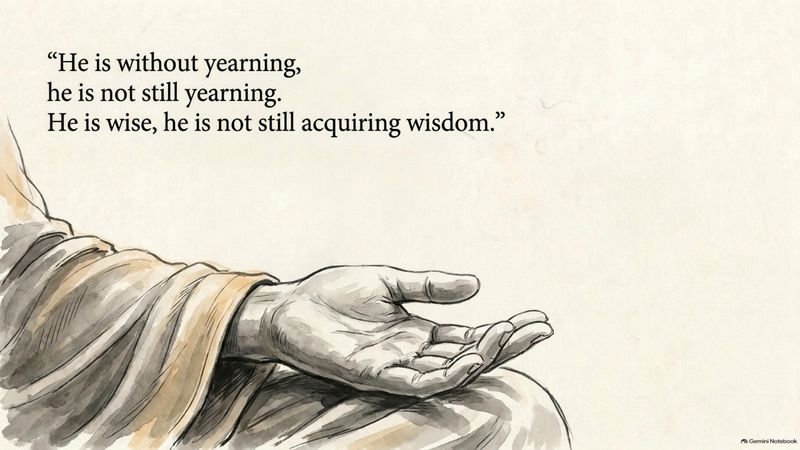 “He is without yearning,
he is not still yearning.
He is wise, he is not still acquiring wisdom.”
Gemini Notebook